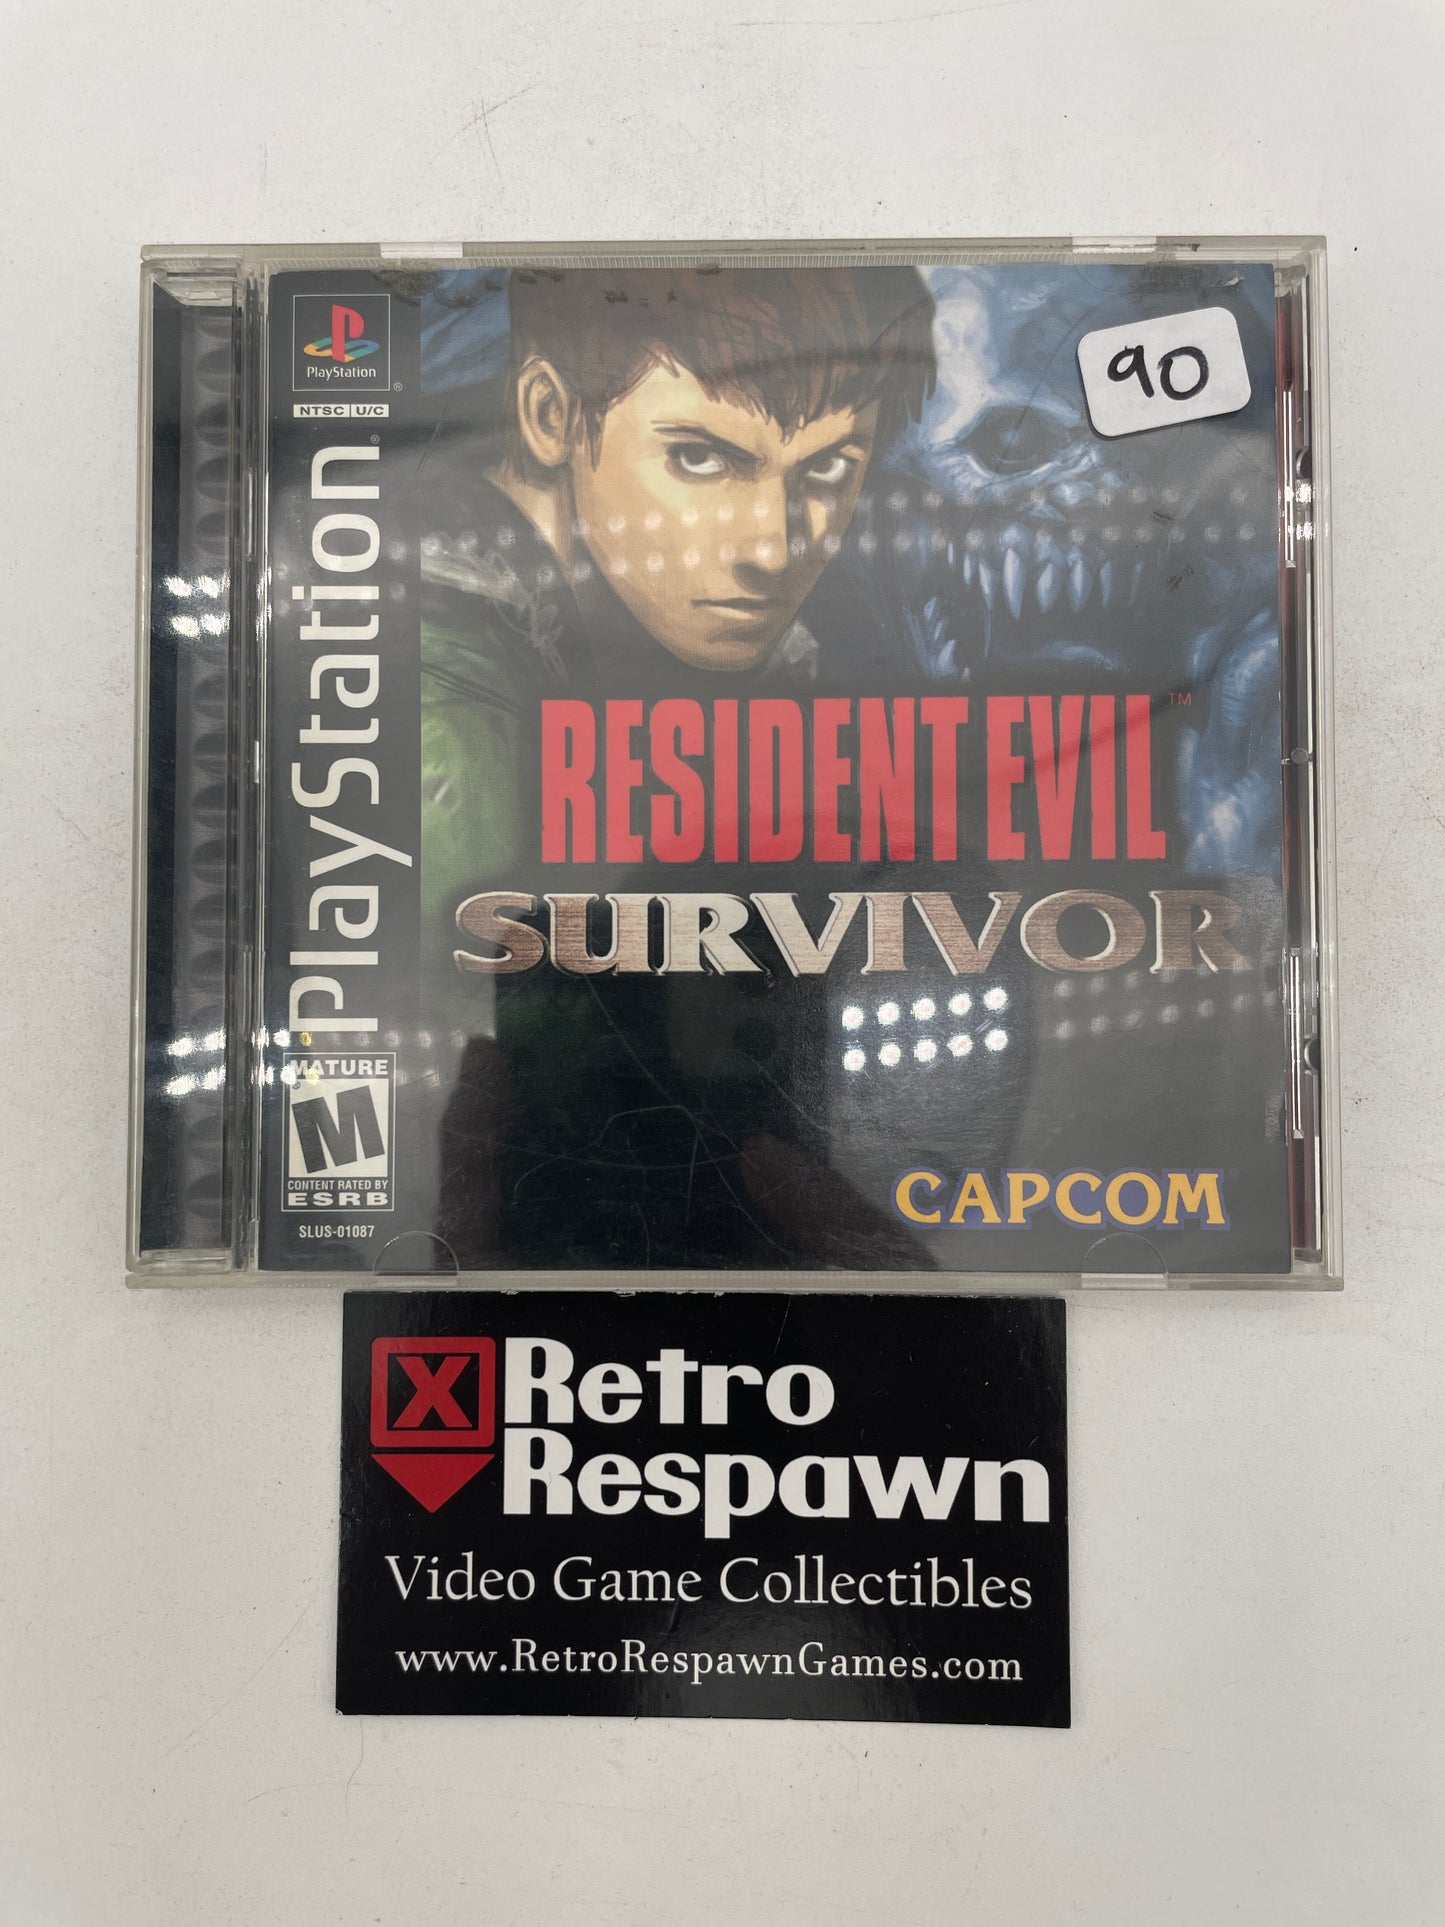 PlayStation ®
NTSC U/C
PlayStation ®
90
RESIDENT EVIL ™
SURVIVOR
MATURE
M ®
CONTENT RATED BY
ESRB
SLUS-01087
CAPCOM ®
X Retro
Respawn
Video Game Collectibles
www.RetroRespawnGames.com